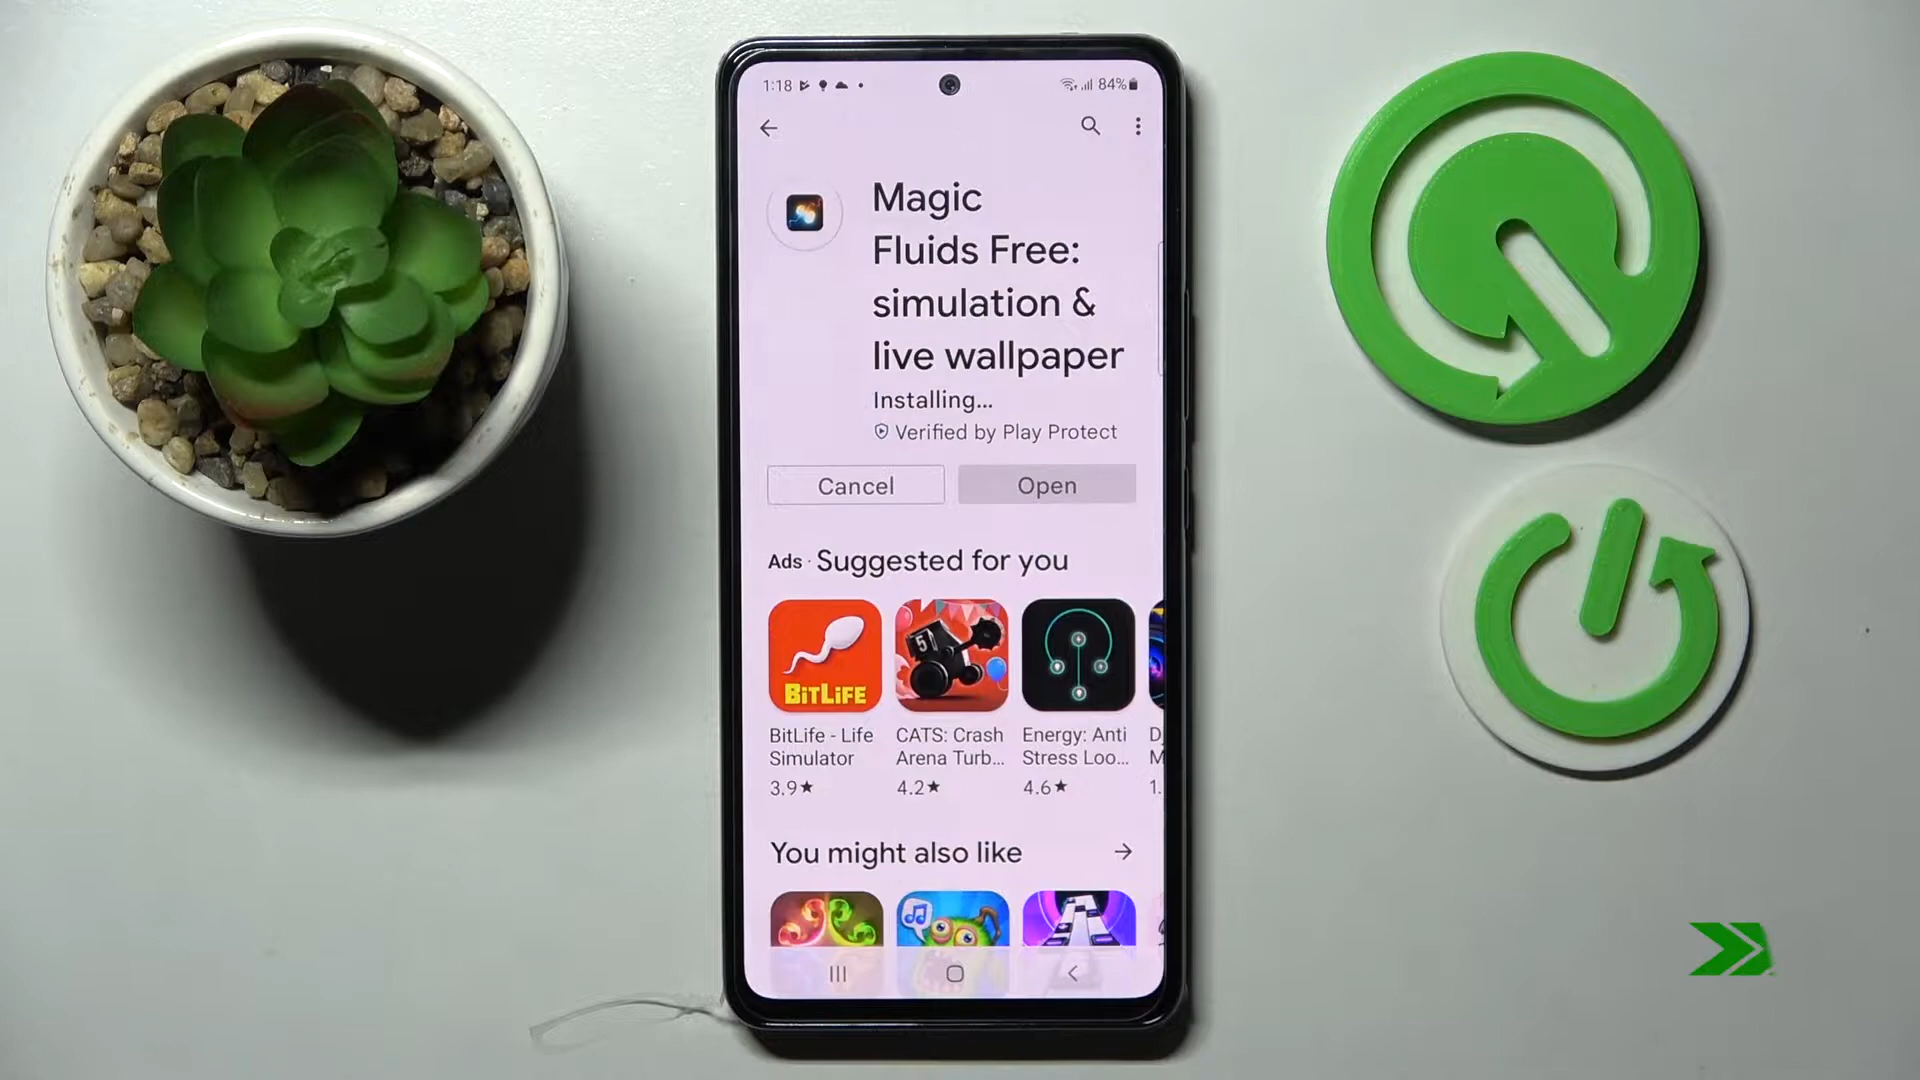 1:18
84%
Magic
Fluids Free:
simulation &
live wallpaper
Installing...
Verified by Play Protect
Cancel
Open
Ads · Suggested for you
BITLIFE
5
BitLife - Life
Simulator
3.9★
CATS: Crash
Arena Turb...
4.2★
Energy: Anti
Stress Loo...
4.6★
D
M
1.
You might also like